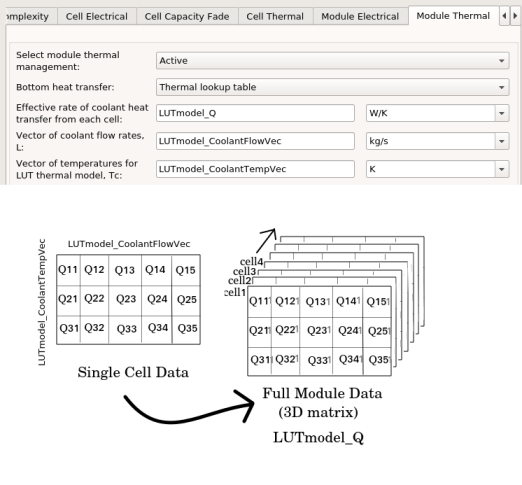 omplexity Cell Electrical Cell Capacity Fade Cell Thermal Module Electrical Module Thermal
Select module thermal management: Active
Bottom heat transfer: Thermal lookup table
Effective rate of coolant heat transfer from each cell: LUTmodel_Q W/K
Vector of coolant flow rates, L: LUTmodel_CoolantFlowVec kg/s
Vector of temperatures for LUT thermal model, Tc: LUTmodel_CoolantTempVec K
LUTmodel_CoolantFlowVec
LUTmodel_CoolantTempVec
Q11 Q12 Q13 Q14 Q15
Q21 Q22 Q23 Q24 Q25
Q31 Q32 Q33 Q34 Q35
Single Cell Data
cell4
cell3
cell2
cell1
Q111 Q121 Q131 Q141 Q151
Q211 Q221 Q231 Q241 Q251
Q311 Q321 Q331 Q341 Q351
Full Module Data
(3D matrix)
LUTmodel_Q